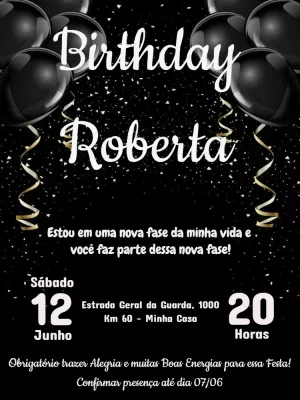 Birthday
Roberta
Estou em uma nova fase da minha vida e
você faz parte dessa nova fase!
Sábado
12
Junho
Estrada Geral da Guarda, 1000
Km 60 - Minha Casa
20
Horas
Obrigatório trazer Alegria e muitas Boas Energias para essa Festa!
Confirmar presença até dia 07/06